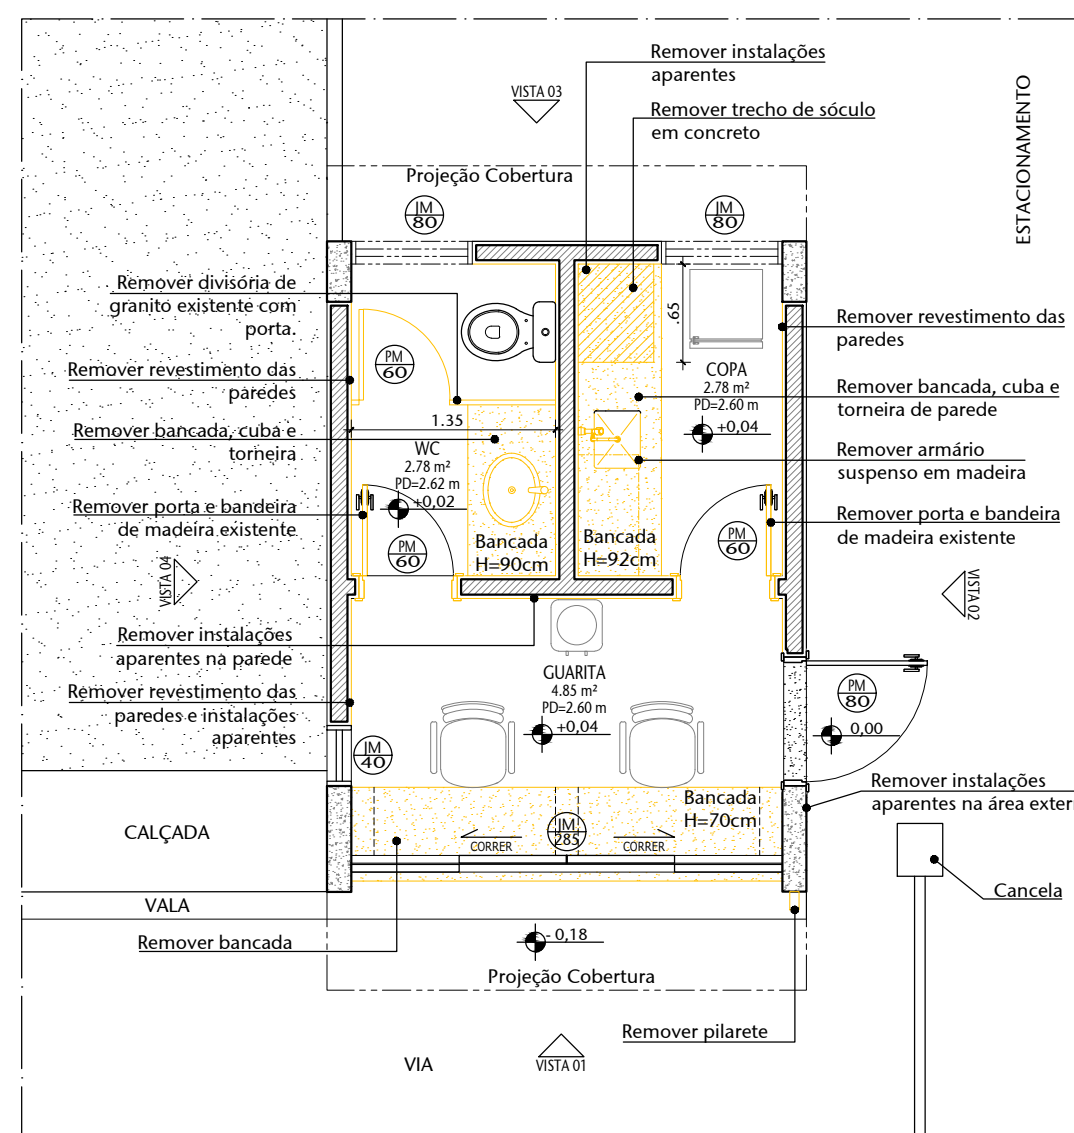 Remover instalações
aparentes
VISTA 03
Remover trecho de sóculo
em concreto
ESTACIONAMENTO
Projeção Cobertura
JM
80
JM
80
Remover divisória de
granito existente com
porta.
.65
Remover revestimento das
paredes
PM
60
Remover revestimento das
paredes
COPA
2.78 m²
PD=2.60 m
+0,04
Remover bancada, cuba e
torneira de parede
1.35
Remover bancada, cuba e
torneira
WC
2.78 m²
PD=2.62 m
+0,02
Remover armário
suspenso em madeira
Remover porta e bandeira
de madeira existente
Remover porta e bandeira
de madeira existente
PM
60
Bancada
H=90cm
Bancada
H=92cm
PM
60
VISTA 04
VISTA 02
Remover instalações
aparentes na parede
GUARITA
4.85 m²
PD=2.60 m
+0,04
Remover revestimento das
paredes e instalações
aparentes
PM
80
0,00
JM
40
Remover instalações
aparentes na área exter
Bancada
H=70cm
CALÇADA
CORRER
JM
285
CORRER
Cancela
VALA
Remover bancada
- 0,18
Projeção Cobertura
Remover pilarete
VIA
VISTA 01